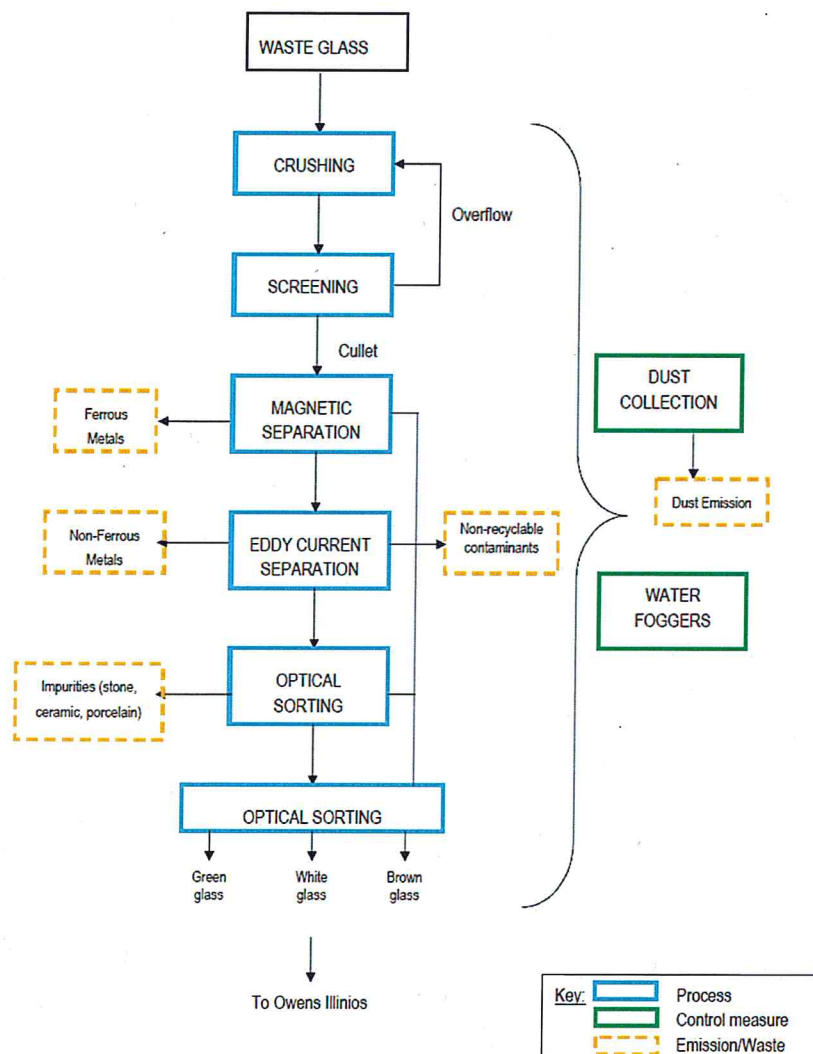 WASTE GLASS
CRUSHING
Overflow
SCREENING
Cullet
Ferrous
Metals
MAGNETIC
SEPARATION
DUST
COLLECTION
Dust Emission
Non-Ferrous
Metals
EDDY CURRENT
SEPARATION
Non-recyclable
contaminants
WATER
FOGGERS
Impurities (stone,
ceramic, porcelain)
OPTICAL
SORTING
OPTICAL SORTING
Green
glass
White
glass
Brown
glass
To Owens Illinios
Key:
Process
Control measure
Emission/Waste